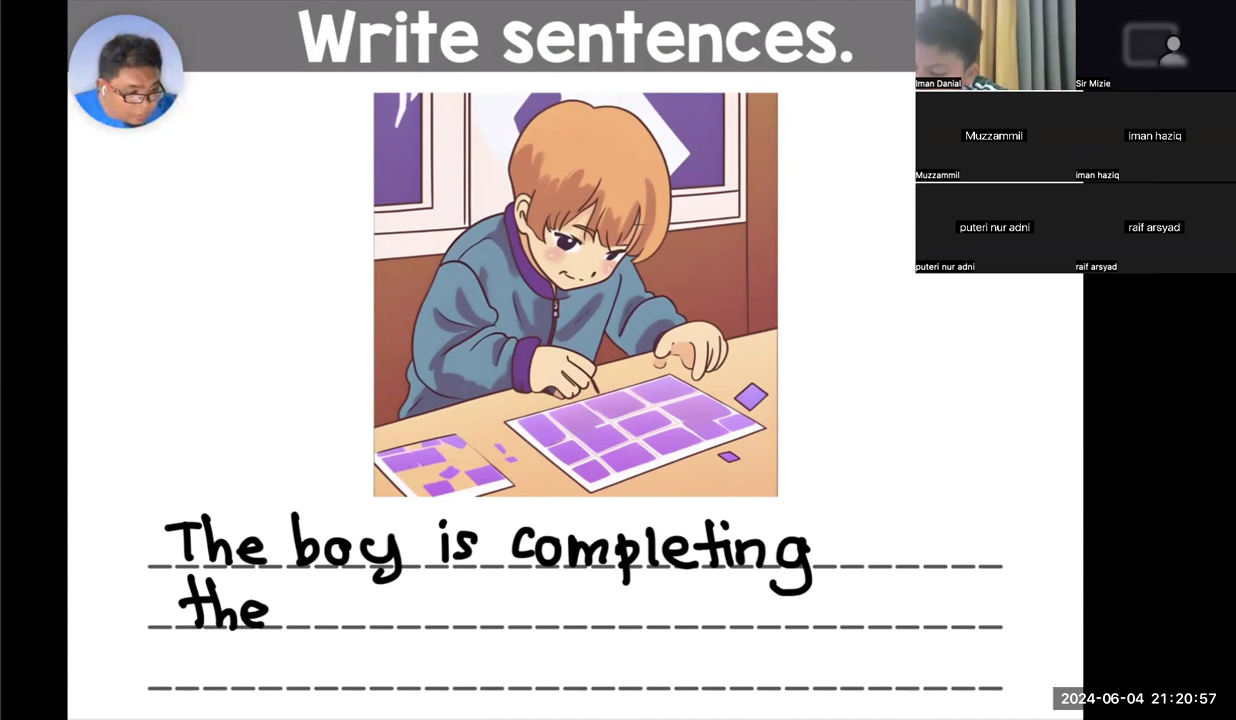 Write sentences.
Iman Danial
Sir Mizie
Muzzammil
iman haziq
Muzzammil
iman haziq
puteri nur adni
raif arsyad
puteri nur adni
raif arsyad
The boy is completing
the
2024-06-04 21:20:57